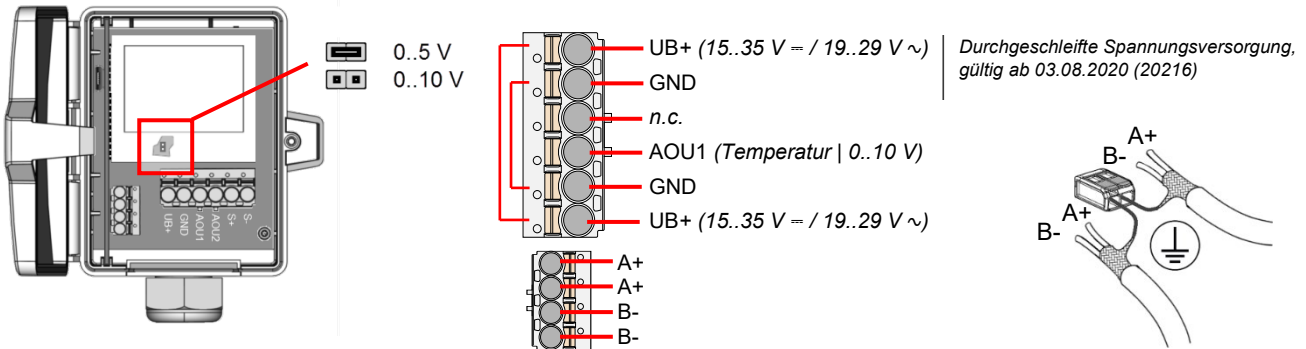 0..5 V
0..10 V
UB+
GND
AOU1
AOU2
S+
S-
UB+ (15..35 V ⎓ / 19..29 V ∿)
GND
n.c.
AOU1 (Temperatur | 0..10 V)
GND
UB+ (15..35 V ⎓ / 19..29 V ∿)
Durchgeschleifte Spannungsversorgung,
gültig ab 03.08.2020 (20216)
A+
A+
B-
B-
A+
B-
A+
B-